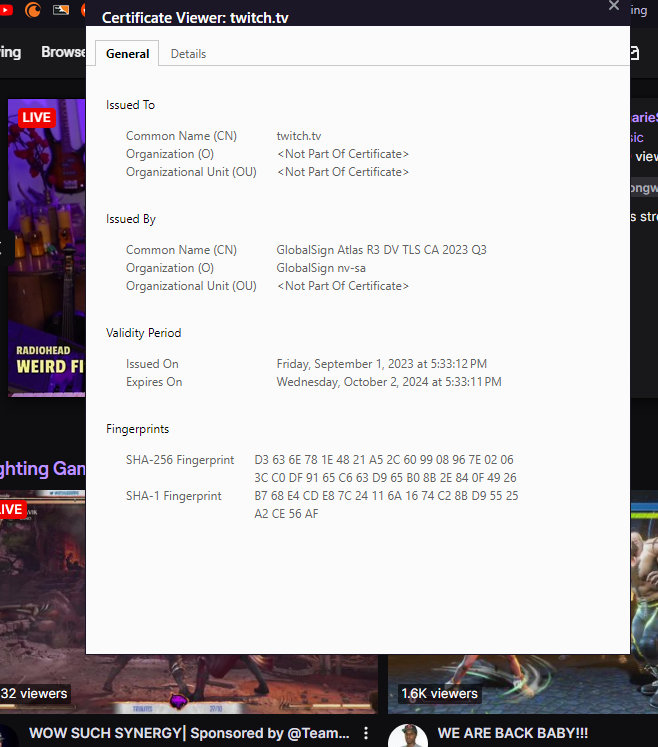 Certificate Viewer: twitch.tv
ing
ing
Browse
General
Details
LIVE
Issued To
Common Name (CN)
twitch.tv
Organization (O)
<Not Part Of Certificate>
Organizational Unit (OU)
<Not Part Of Certificate>
Issued By
Common Name (CN)
GlobalSign Atlas R3 DV TLS CA 2023 Q3
Organization (O)
GlobalSign nv-sa
Organizational Unit (OU)
<Not Part Of Certificate>
Validity Period
Issued On
Friday, September 1, 2023 at 5:33:12 PM
Expires On
Wednesday, October 2, 2024 at 5:33:11 PM
RADIOHEAD
WEIRD FI
Fingerprints
SHA-256 Fingerprint
D3 63 6E 78 1E 48 21 A5 2C 60 99 08 96 7E 02 06
3C C0 DF 91 65 C6 63 D9 65 B0 8B 2E 84 0F 49 26
SHA-1 Fingerprint
B7 68 E4 CD E8 7C 24 11 6A 16 74 C2 8B D9 55 25
A2 CE 56 AF
arieS
sic
view
ongw
s stre
ghting Gam
IVE
32 viewers
1.6K viewers
WOW SUCH SYNERGY| Sponsored by @Team...
WE ARE BACK BABY!!!